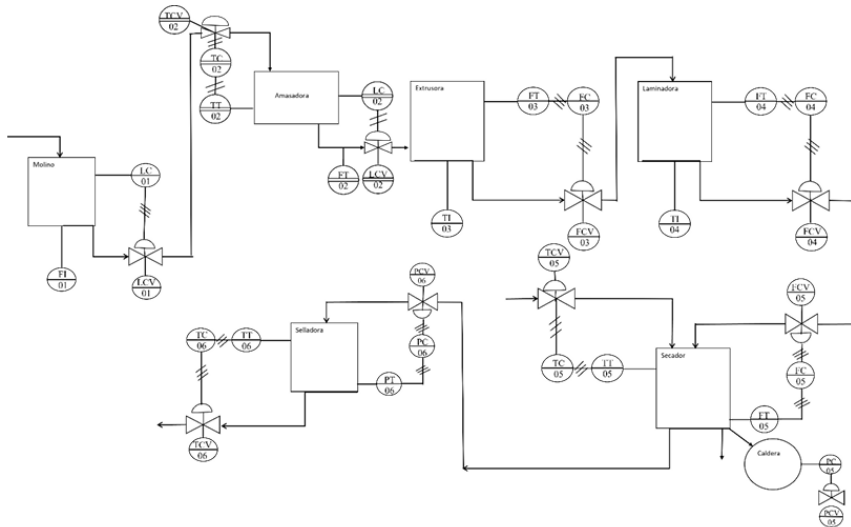 TCV
02
TC
02
TT
02
Amasadora
LC
02
FT
02
LCV
02
Molino
LC
01
FI
01
LCV
01
Extrusora
FT
03
FC
03
TI
03
FCV
03
Laminadora
FT
04
FC
04
TI
04
FCV
04
TCV
05
TC
05
TT
05
Secador
FCV
05
FC
05
FT
05
Caldera
PC
05
PCV
05
PCV
06
PC
06
PT
06
Selladora
TC
06
TT
06
TCV
06